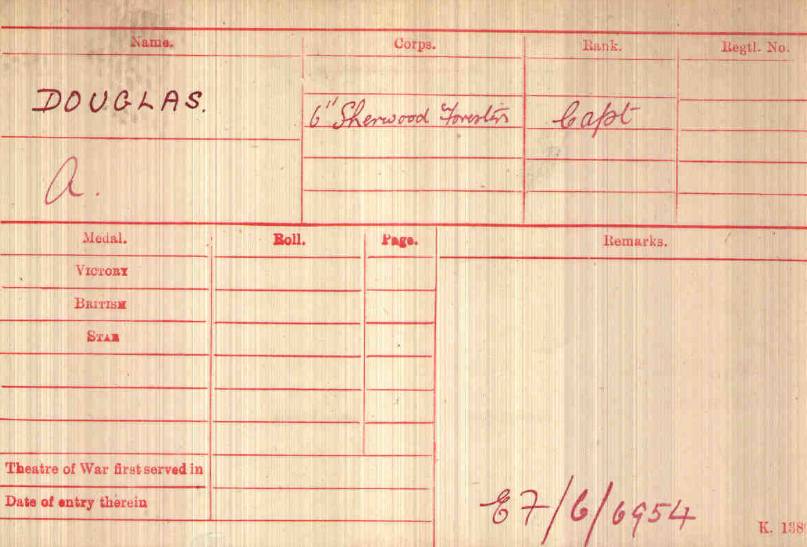 Name. Corps. Rank. Regtl. No.
DOUGLAS. 6" Sherwood Foresters Capt
A.
Medal. Roll. Page. Remarks.
VICTORY
BRITISH
STAR
Theatre of War first served in
Date of entry therein
E7/6/6954
K. 138